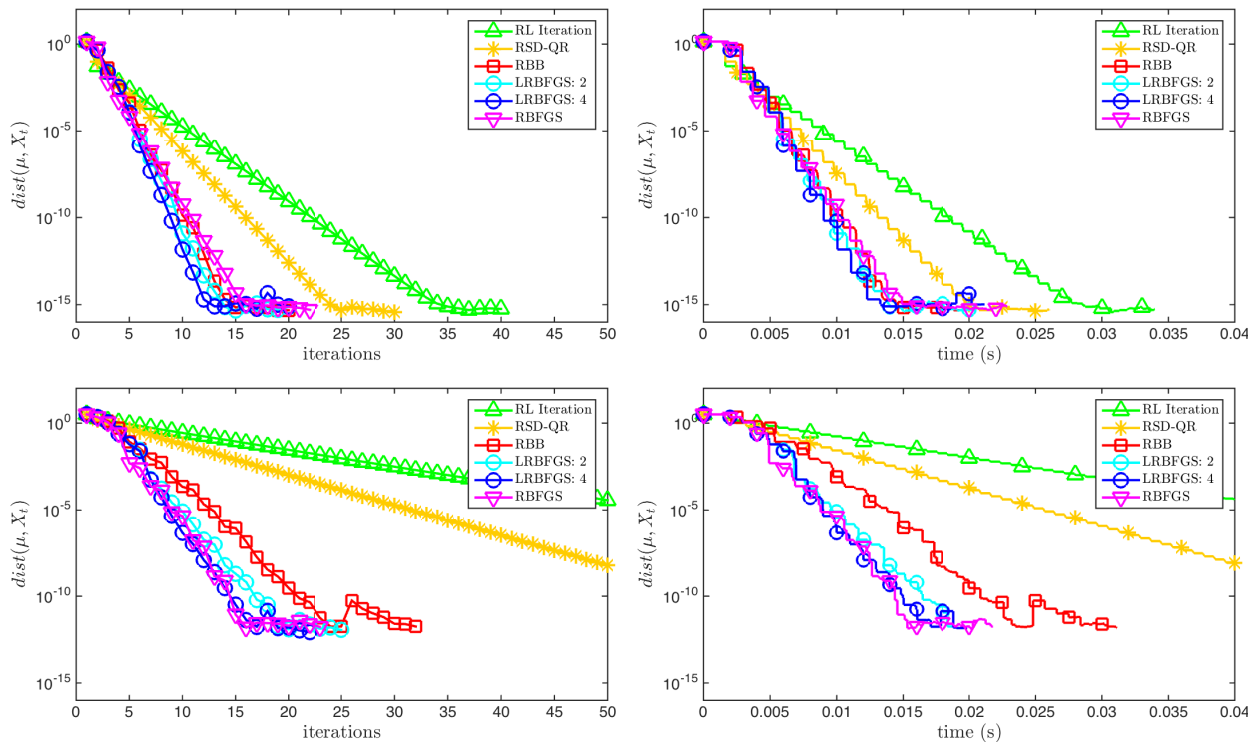 10^0
10^-5
10^-10
10^-15
dist(μ, X_t)
0 5 10 15 20 25 30 35 40 45 50
iterations
RL Iteration
RSD-QR
RBB
LRBFGS: 2
LRBFGS: 4
RBFGS
10^0
10^-5
10^-10
10^-15
dist(μ, X_t)
0 0.005 0.01 0.015 0.02 0.025 0.03 0.035 0.04
time (s)
RL Iteration
RSD-QR
RBB
LRBFGS: 2
LRBFGS: 4
RBFGS
10^0
10^-5
10^-10
10^-15
dist(μ, X_t)
0 5 10 15 20 25 30 35 40 45 50
iterations
RL Iteration
RSD-QR
RBB
LRBFGS: 2
LRBFGS: 4
RBFGS
10^0
10^-5
10^-10
10^-15
dist(μ, X_t)
0 0.005 0.01 0.015 0.02 0.025 0.03 0.035 0.04
time (s)
RL Iteration
RSD-QR
RBB
LRBFGS: 2
LRBFGS: 4
RBFGS